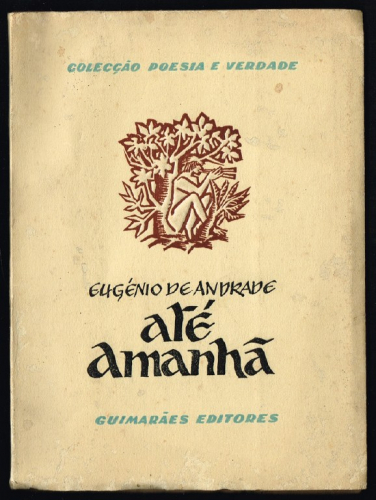 COLECÇÃO POESIA E VERDADE
EUGÉNIO DE ANDRADE
até
amanhã
GUIMARÃES EDITORES